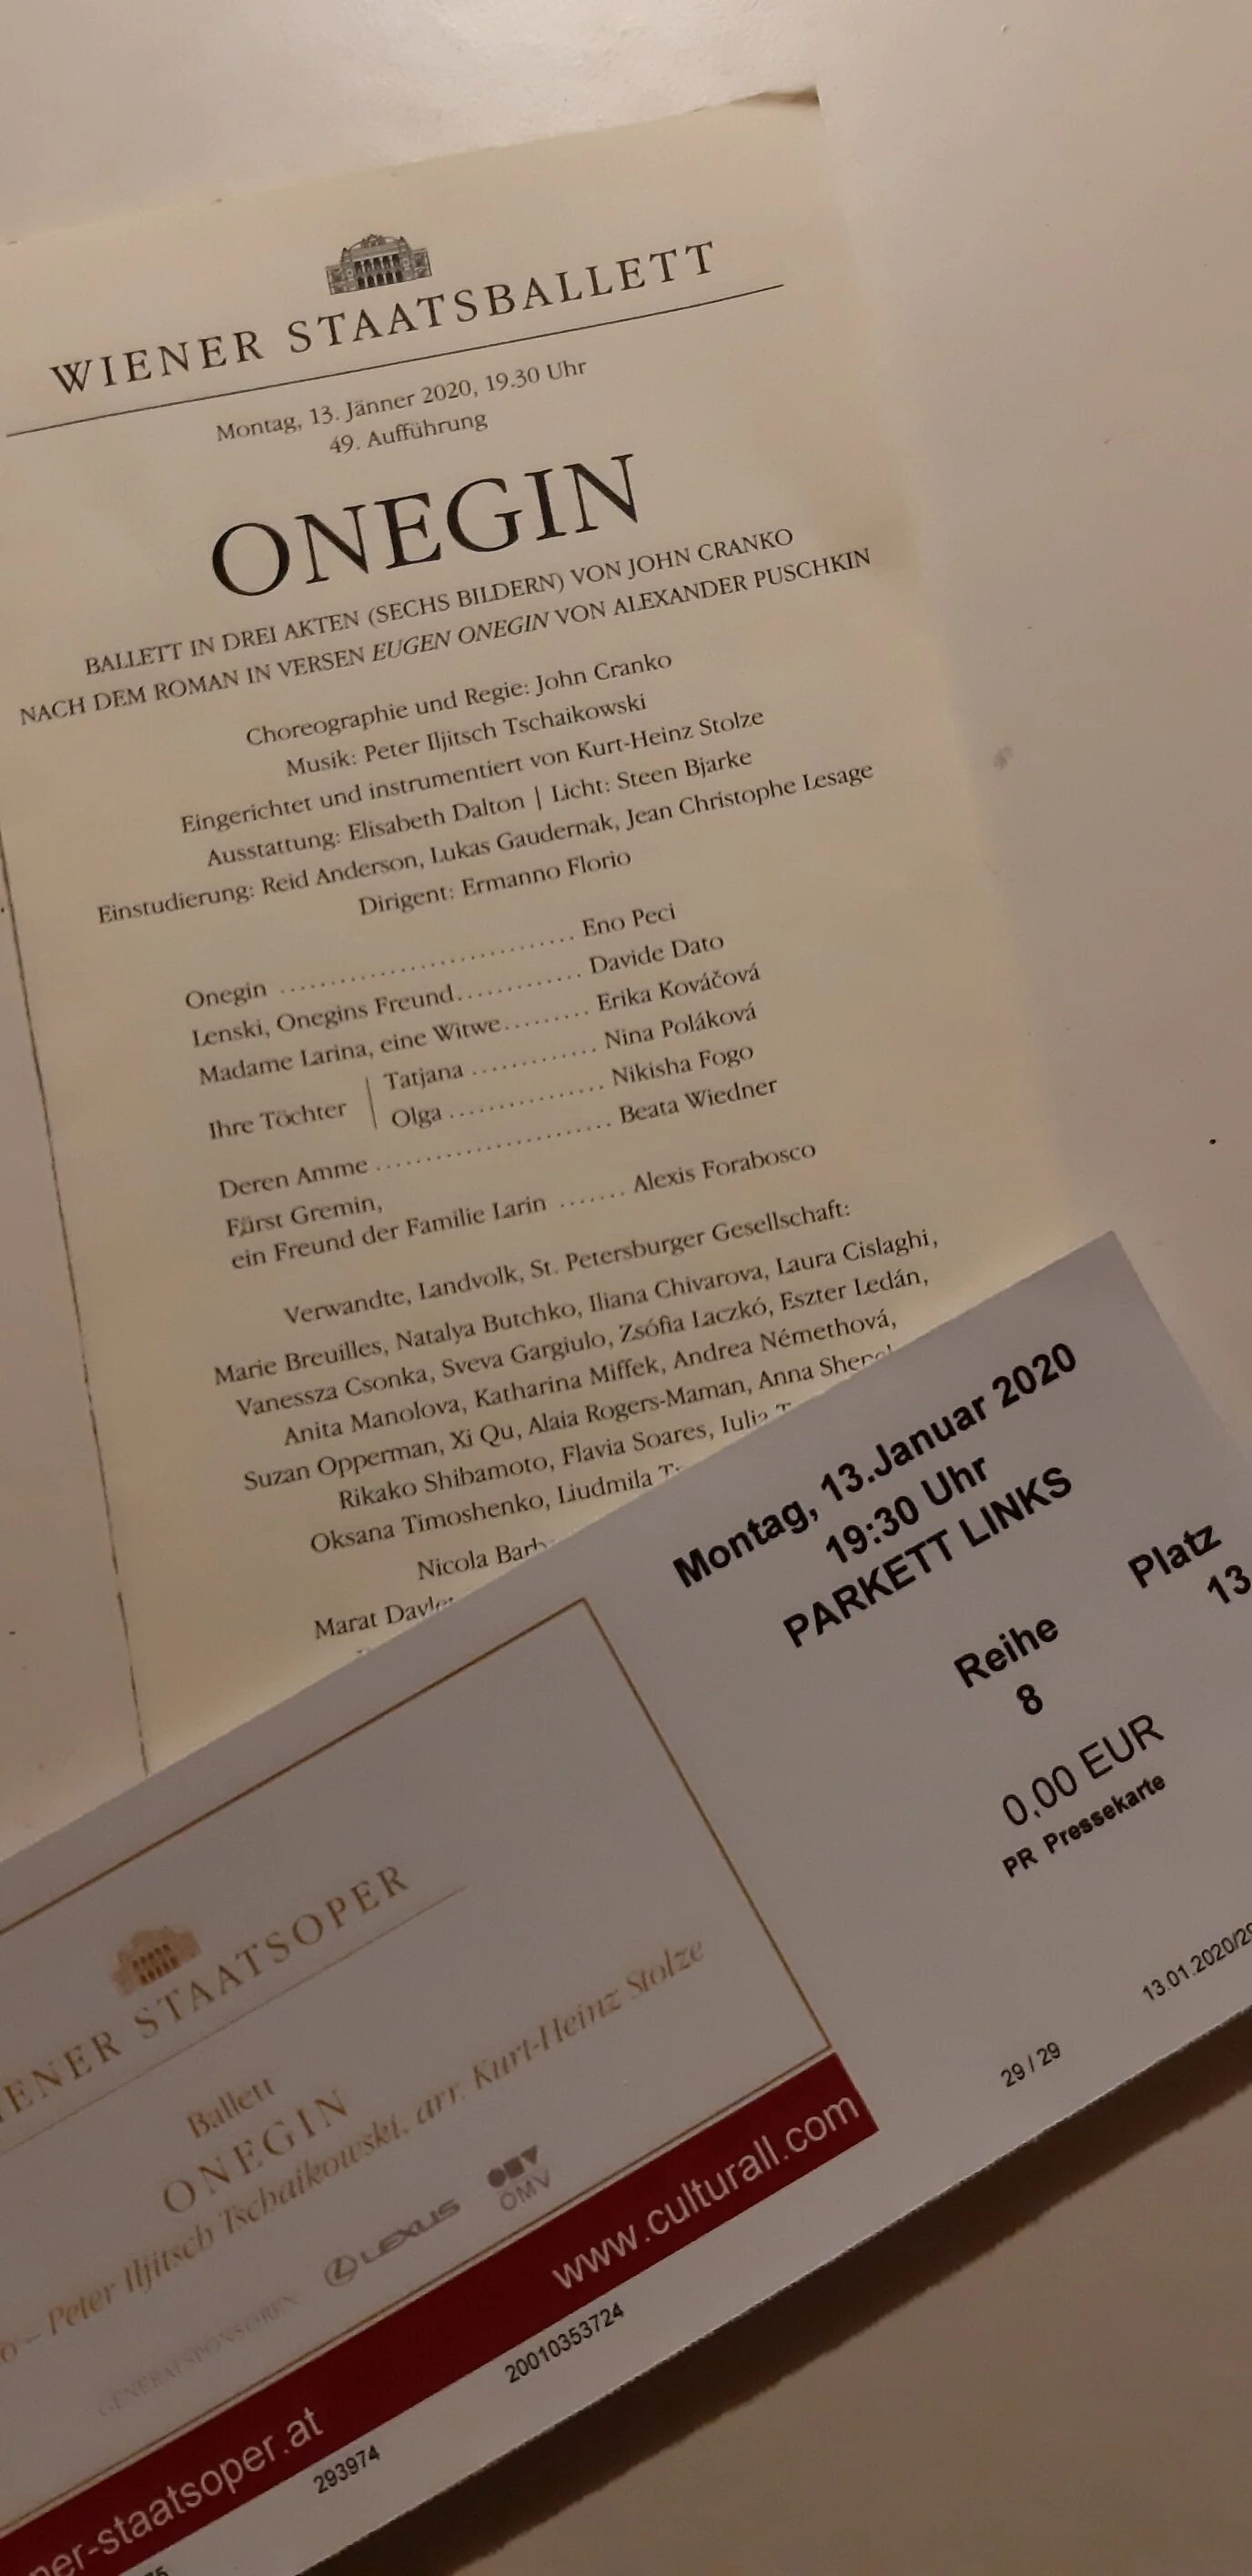 WIENER STAATSBALLETT
Montag, 13. Jänner 2020, 19.30 Uhr
49. Aufführung
ONEGIN
BALLETT IN DREI AKTEN (SECHS BILDERN) VON JOHN CRANKO
NACH DEM ROMAN IN VERSEN EUGEN ONEGIN VON ALEXANDER PUSCHKIN
Choreographie und Regie: John Cranko
Musik: Peter Iljitsch Tschaikowski
Eingerichtet und instrumentiert von Kurt-Heinz Stolze
Ausstattung: Elisabeth Dalton | Licht: Steen Bjarke
Einstudierung: Reid Anderson, Lukas Gaudernak, Jean Christophe Lesage
Dirigent: Ermanno Florio
Onegin ............................ Eno Peci
Lenski, Onegins Freund............. Davide Dato
Madame Larina, eine Witwe......... Erika Kováčová
Ihre Töchter
Tatjana ............. Nina Poláková
Olga ................ Nikisha Fogo
Deren Amme ........................ Beata Wiedner
Fürst Gremin,
ein Freund der Familie Larin ....... Alexis Forabosco
Verwandte, Landvolk, St. Petersburger Gesellschaft:
Marie Breuilles, Natalya Butchko, Iliana Chivarova, Laura Cislaghi,
Vanessza Csonka, Sveva Gargiulo, Zsófia Laczkó, Eszter Ledán,
Anita Manolova, Katharina Miffek, Andrea Némethová,
Suzan Opperman, Xi Qu, Alaia Rogers-Maman, Anna
Rikako Shibamoto, Flavia Soares, Iulia
Oksana Timoshenko, Liudmila
Nicola
Marat
Montag, 13.Januar 2020
19:30 Uhr
PARKETT LINKS
Reihe Platz
8 13
0,00 EUR
PR Pressekarte
13.01.2020/29
29 / 29
ENER STAATSOPER
Ballett
ONEGIN
o – Peter Iljitsch Tschaikowski, arr. Kurt-Heinz Stolze
GENERALSPONSOREN
LEXUS
OMV
ner-staatsoper.at www.culturall.com
293974 20010353724
75